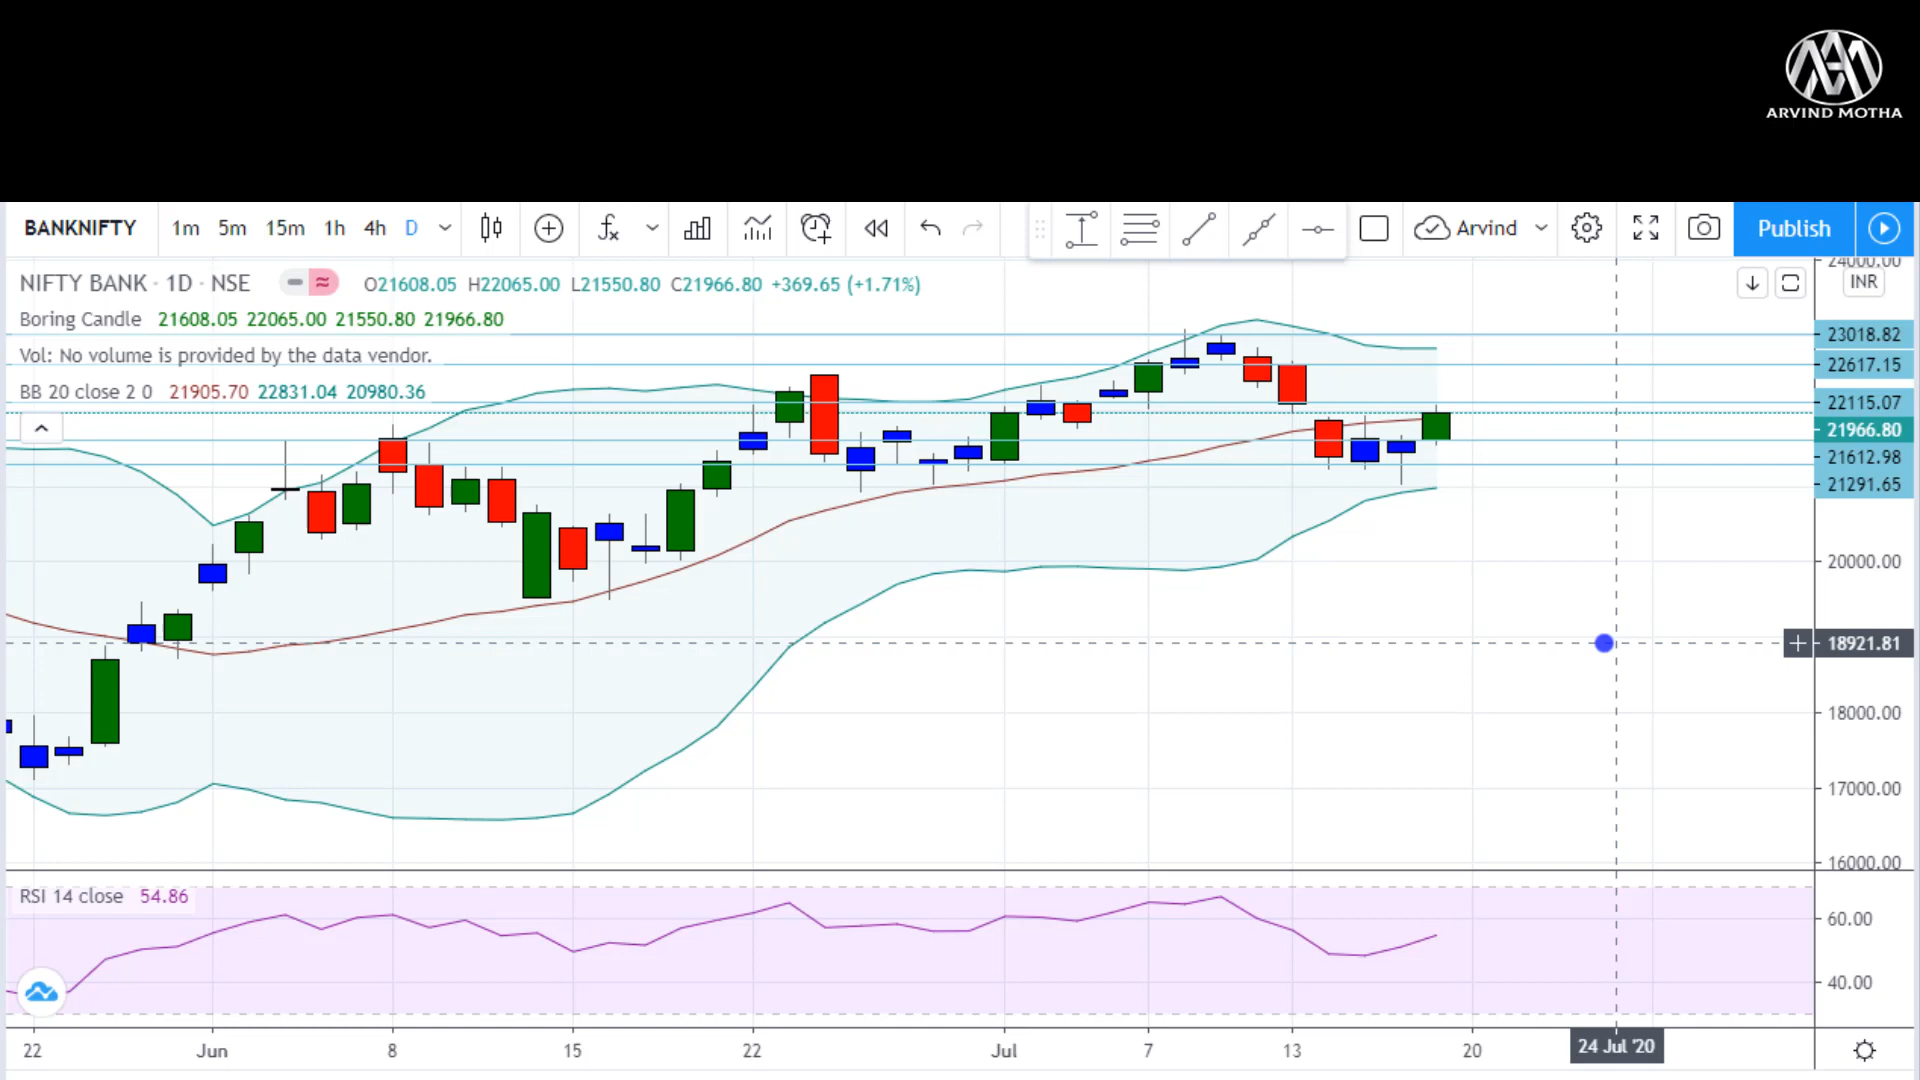 ARVIND MOTHA
BANKNIFTY 1m 5m 15m 1h 4h D Arvind Publish
NIFTY BANK · 1D · NSE O21608.05 H22065.00 L21550.80 C21966.80 +369.65 (+1.71%)
Boring Candle 21608.05 22065.00 21550.80 21966.80
Vol: No volume is provided by the data vendor.
BB 20 close 2 0 21905.70 22831.04 20980.36
24000.00
INR
23018.82
22617.15
22115.07
21966.80
21612.98
21291.65
20000.00
18921.81
18000.00
17000.00
16000.00
RSI 14 close 54.86
60.00
40.00
22 Jun 8 15 22 Jul 7 13 20 24 Jul '20